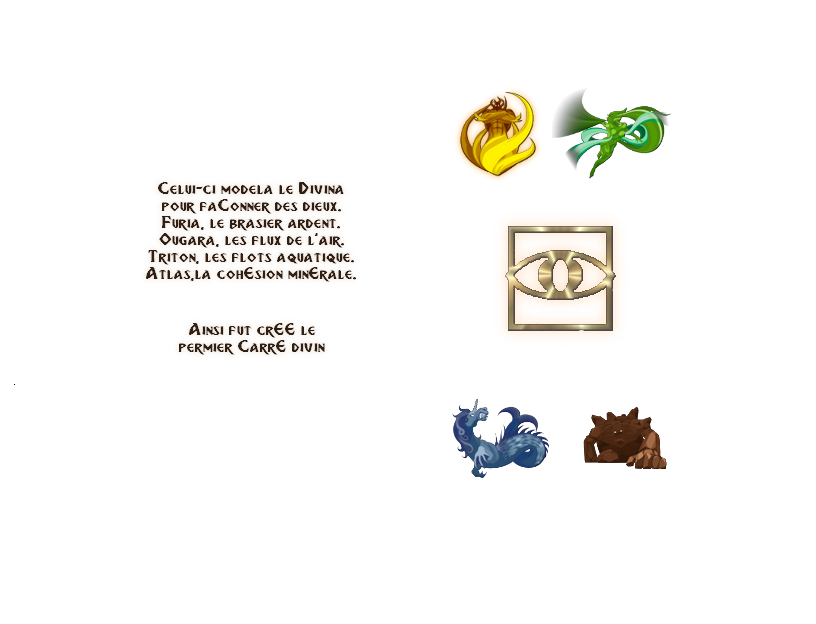 Celui-ci modela le Divina
pour faConner des dieux.
Furia, le brasier ardent.
Ougara, les flux de l'air.
Triton, les flots aquatique.
Atlas,la cohEsion minErale.
Ainsi fut crEE le
permier CarrE divin